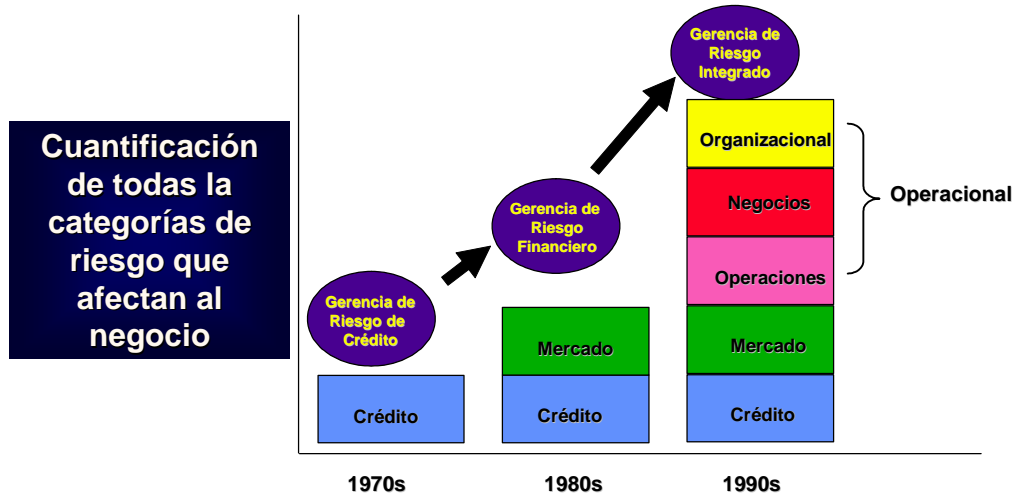 Cuantificación
de todas la
categorías de
riesgo que
afectan al
negocio
Gerencia de
Riesgo de
Crédito
Crédito
1970s
Gerencia de
Riesgo
Financiero
Mercado
Crédito
1980s
Gerencia de
Riesgo
Integrado
Organizacional
Negocios
Operaciones
Mercado
Crédito
1990s
Operacional